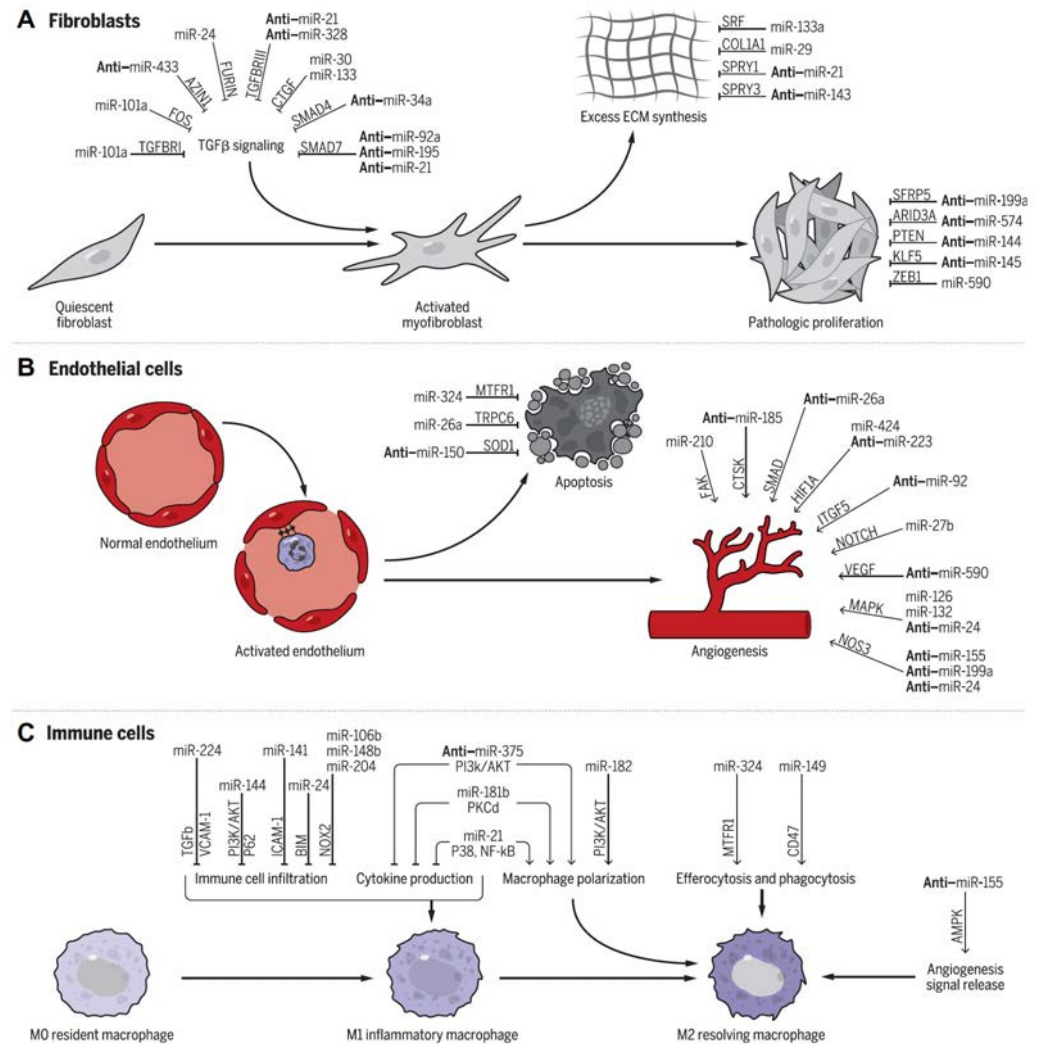 A Fibroblasts
Anti–miR-21
Anti–miR-328
miR-24
miR-30
miR-133
Anti–miR-433
FURIN
TGFBRIII
CTGF
AZIN1
Anti–miR-34a
miR-101a
FOS
SMAD4
Anti–miR-92a
miR-101a TGFBRI
TGFβ signaling
SMAD7 Anti–miR-195
Anti–miR-21
SRF miR-133a
COL1A1 miR-29
SPRY1 Anti–miR-21
SPRY3 Anti–miR-143
Excess ECM synthesis
SFRP5 Anti–miR-199a
ARID3A Anti–miR-574
PTEN Anti–miR-144
KLF5 Anti–miR-145
ZEB1 miR-590
Quiescent
fibroblast
Activated
myofibroblast
Pathologic proliferation
B Endothelial cells
miR-324 MTFR1
miR-26a TRPC6
Anti–miR-150 SOD1
Apoptosis
Normal endothelium
Activated endothelium
Anti–miR-26a
Anti–miR-185
miR-424
Anti–miR-223
miR-210
FAK
CTSK
SMAD
HIF1A
Anti–miR-92
ITGF5
miR-27b
NOTCH
VEGF Anti–miR-590
miR-126
MAPK miR-132
Anti–miR-24
NOS3
Anti–miR-155
Anti–miR-199a
Anti–miR-24
Angiogenesis
C Immune cells
miR-106b
miR-148b
miR-204
miR-224
miR-141
miR-144
miR-24
TGFb
VCAM-1
PI3K/AKT
P62
ICAM-1
BIM
NOX2
Anti–miR-375
PI3k/AKT
miR-181b
PKCd
miR-21
P38, NF-kB
miR-182
PI3K/AKT
miR-324
MTFR1
miR-149
CD47
Immune cell infiltration
Cytokine production
Macrophage polarization
Efferocytosis and phagocytosis
Anti–miR-155
AMPK
Angiogenesis
signal release
M0 resident macrophage
M1 inflammatory macrophage
M2 resolving macrophage